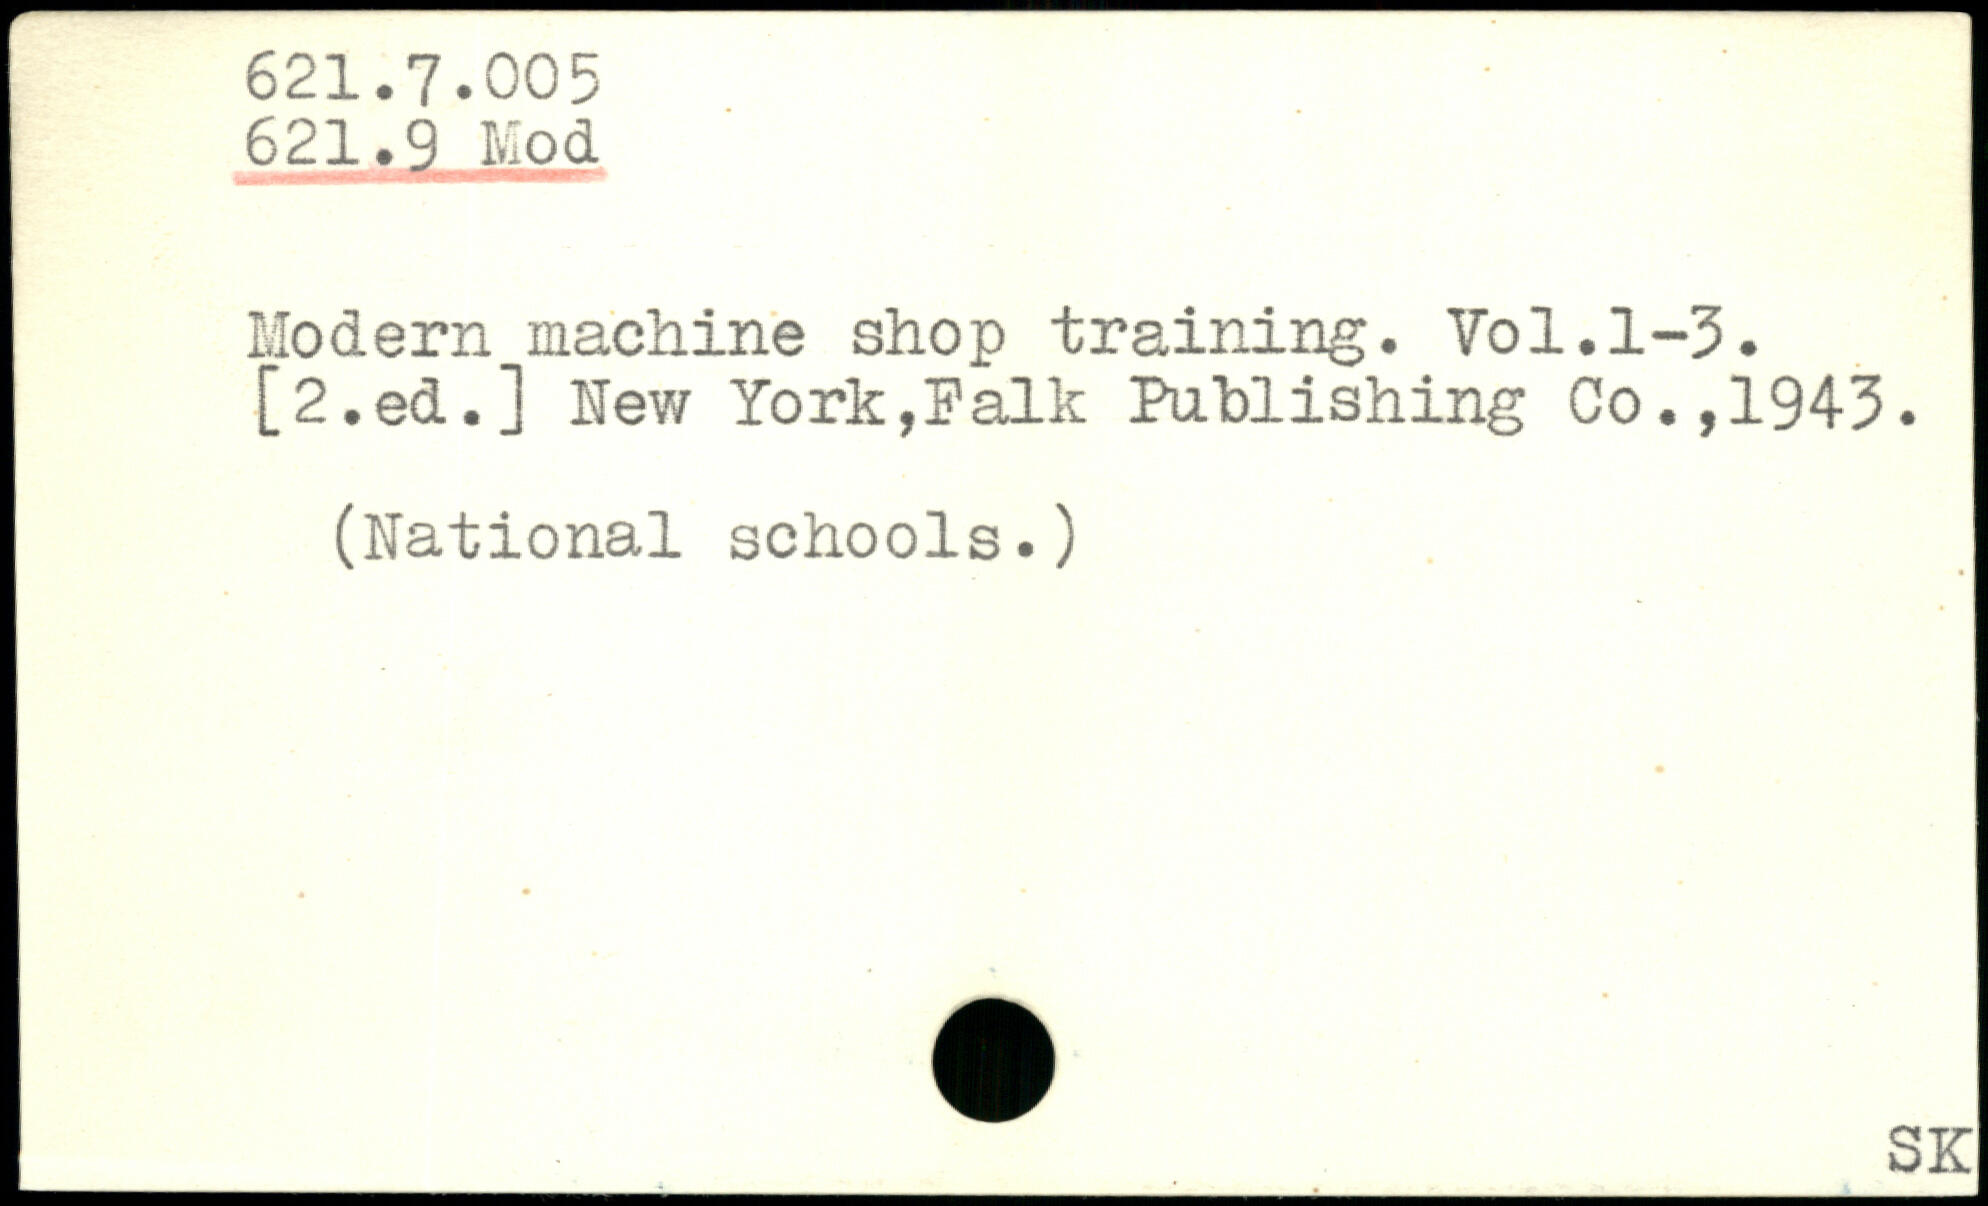 621.7.005
621.9 Mod
Modern machine shop training. Vol.1-3.
[2.ed.] New York,Falk Publishing Co.,1943.
(National schools.)
SK